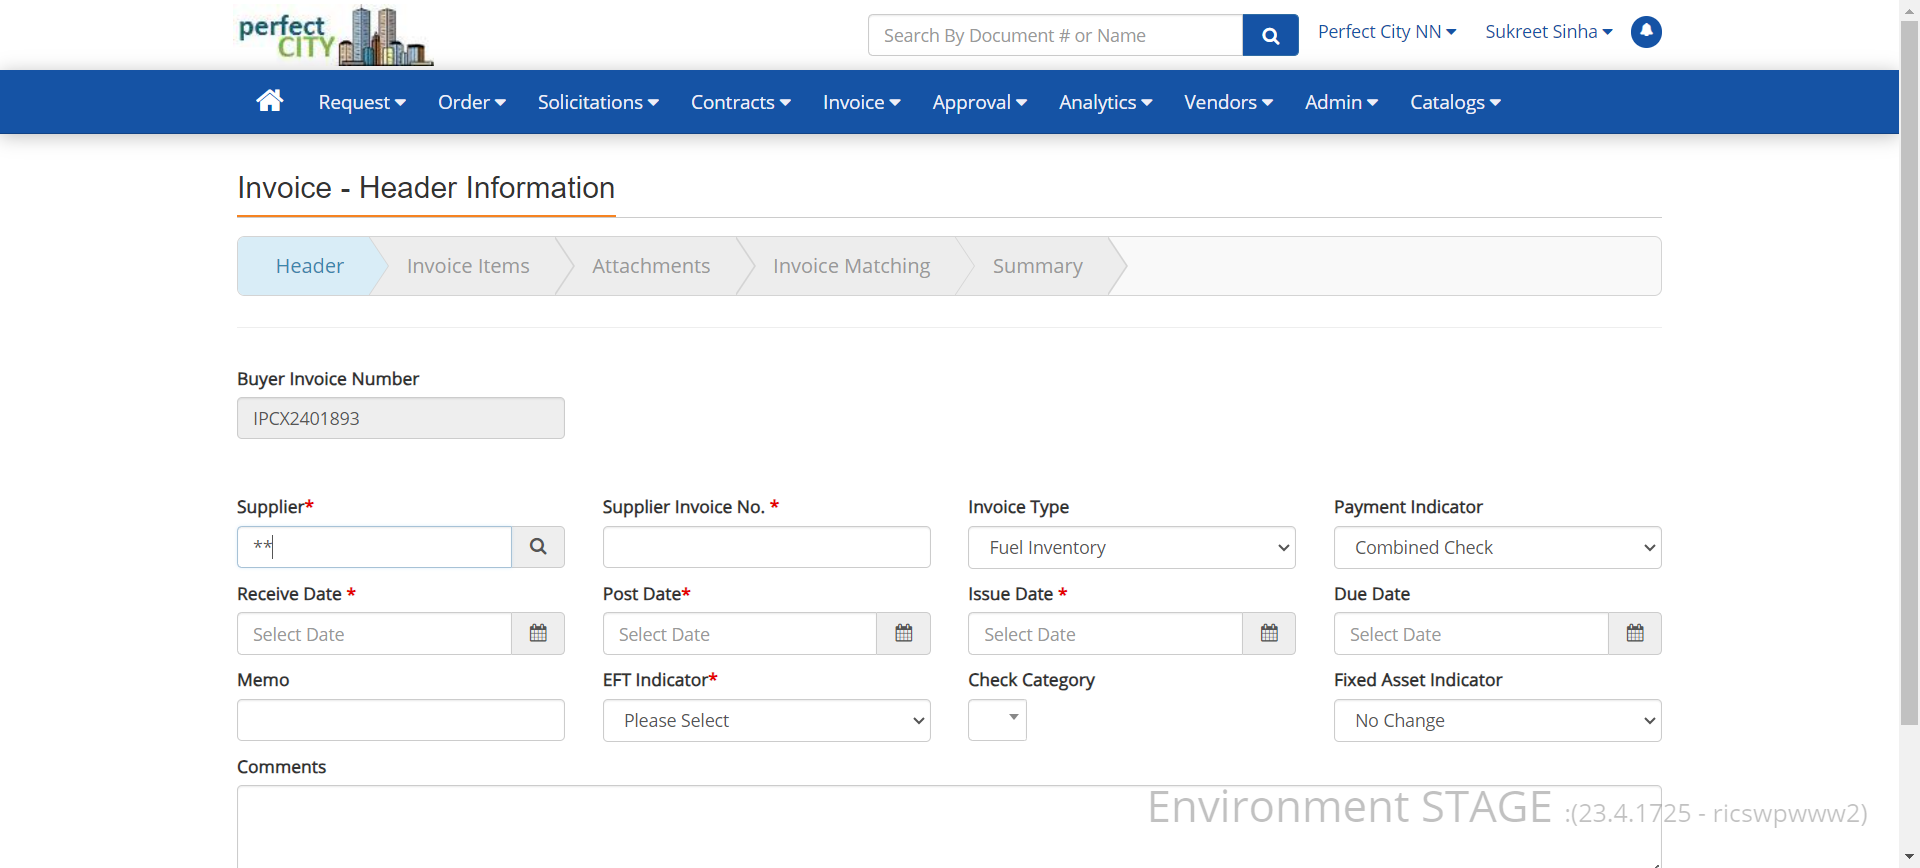 perfect
CITY
Search By Document # or Name
Perfect City NN
Sukreet Sinha
Request
Order
Solicitations
Contracts
Invoice
Approval
Analytics
Vendors
Admin
Catalogs
Invoice - Header Information
Header
Invoice Items
Attachments
Invoice Matching
Summary
Buyer Invoice Number
IPCX2401893
Supplier*
Supplier Invoice No. *
Invoice Type
Payment Indicator
**
Fuel Inventory
Combined Check
Receive Date *
Post Date*
Issue Date *
Due Date
Select Date
Select Date
Select Date
Select Date
Memo
EFT Indicator*
Check Category
Fixed Asset Indicator
Please Select
No Change
Comments
Environment STAGE :(23.4.1725 - ricswpwww2)